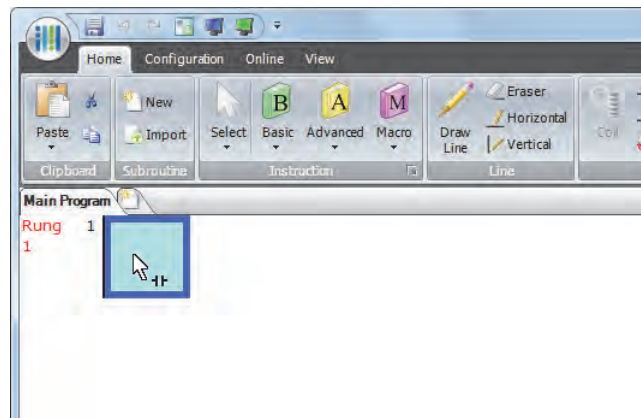 Home Configuration Online View
Paste
New
Import
Select Basic Advanced Macro
B A M
Draw Line
Eraser
Horizontal
Vertical
Coil
Clipboard Subroutine Instruction Line
Main Program
Rung 1 1